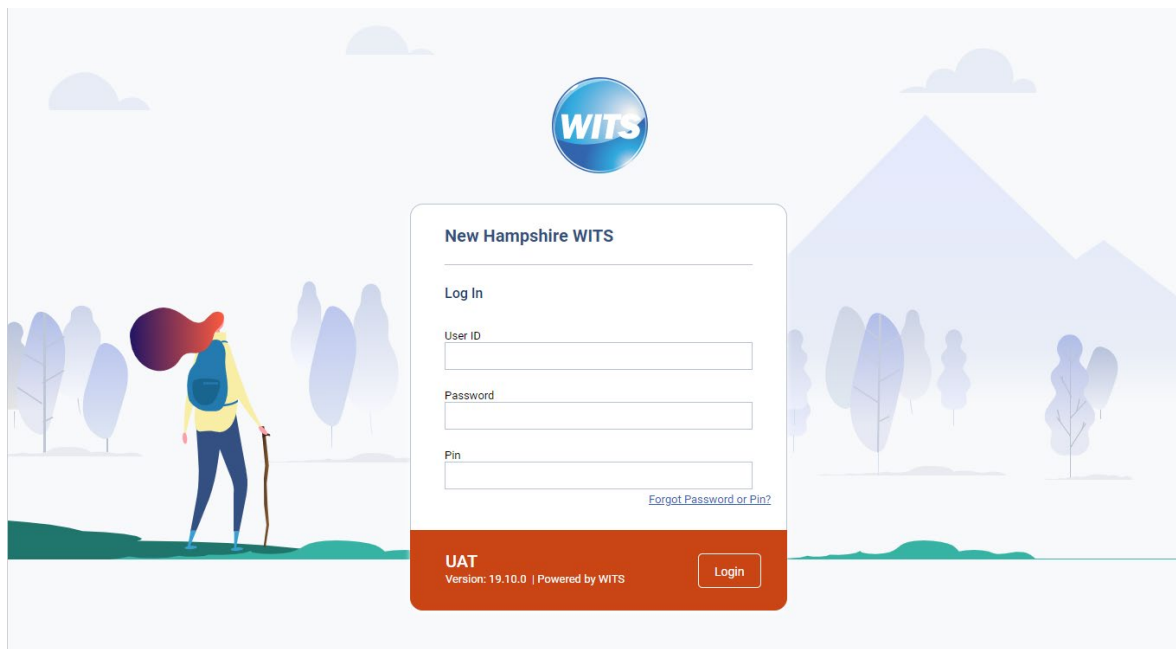 WITS
New Hampshire WITS
Log In
User ID
Password
Pin
Forgot Password or Pin?
UAT
Version: 19.10.0 | Powered by WITS
Login